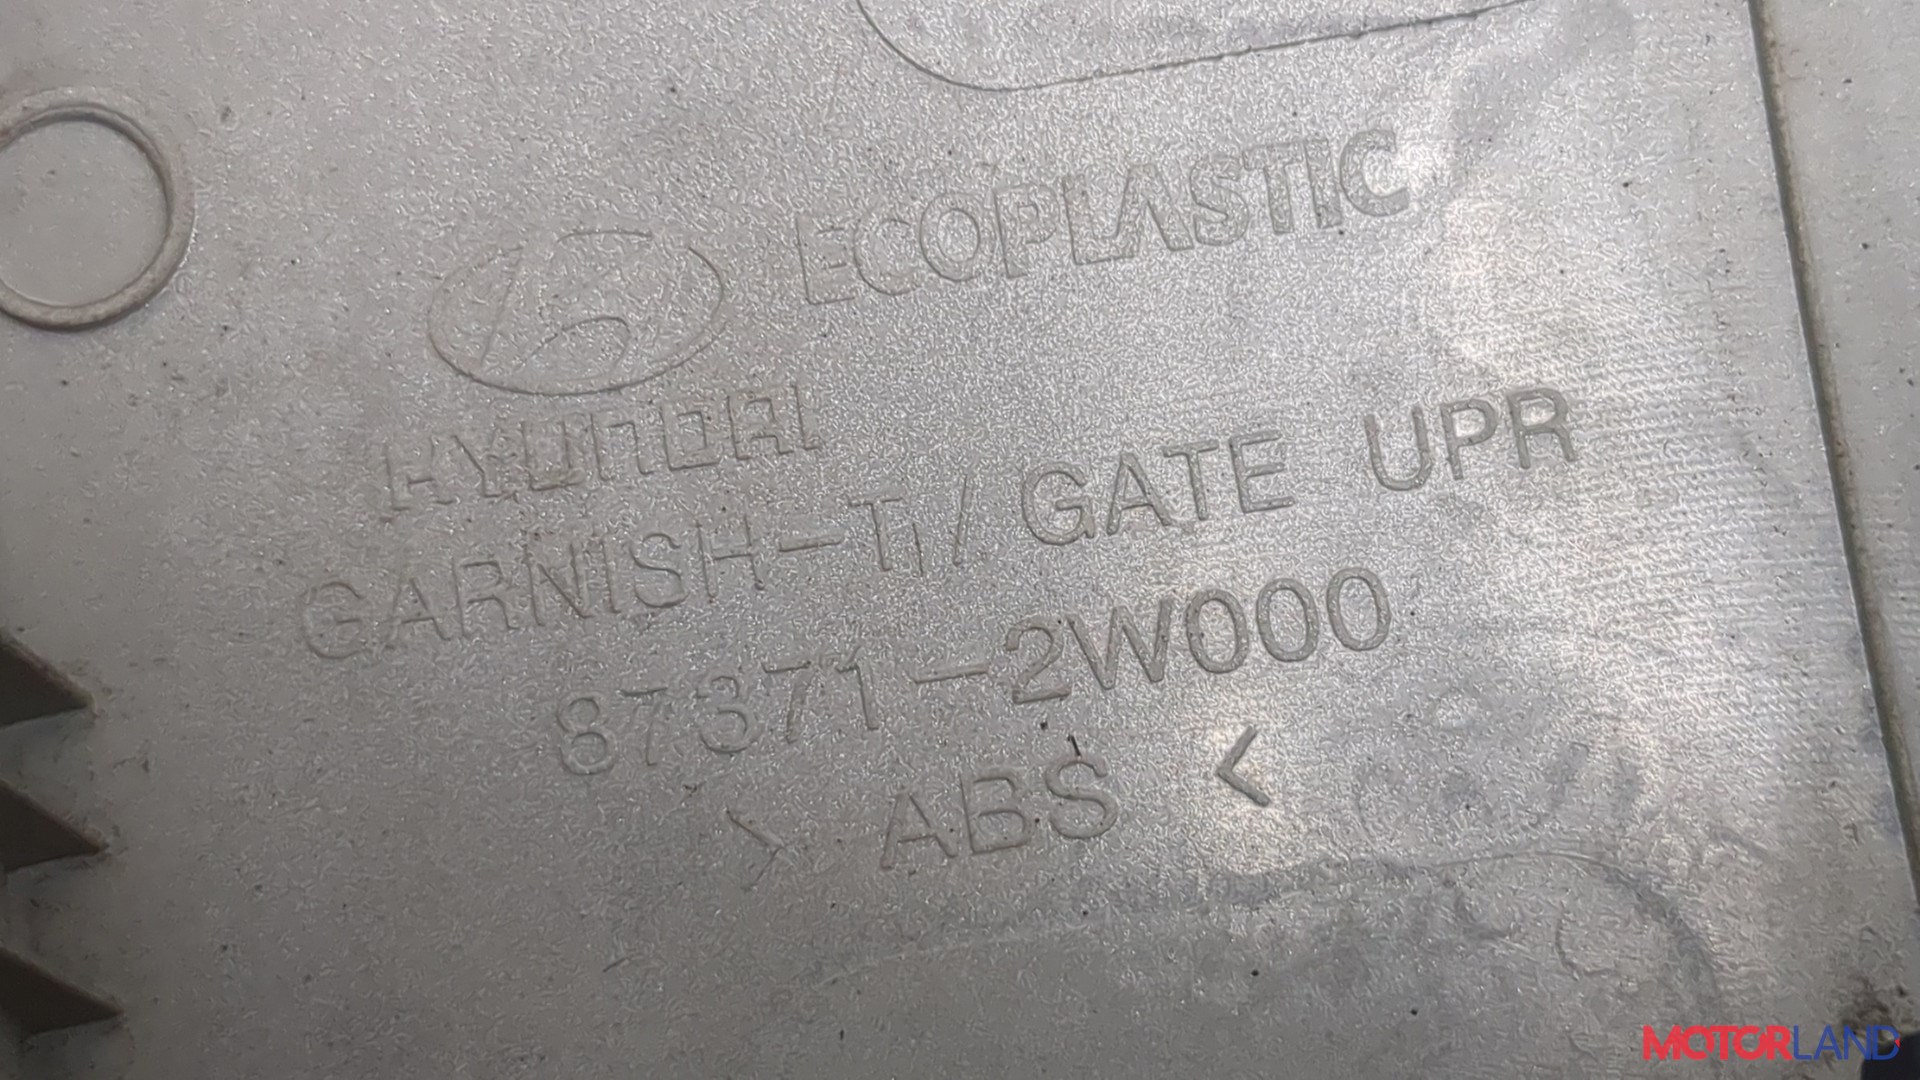 ECOPLASTIC
HYUNDAI
GARNISH-T/GATE UPR
87371-2W000
> ABS <
MOTORLAND